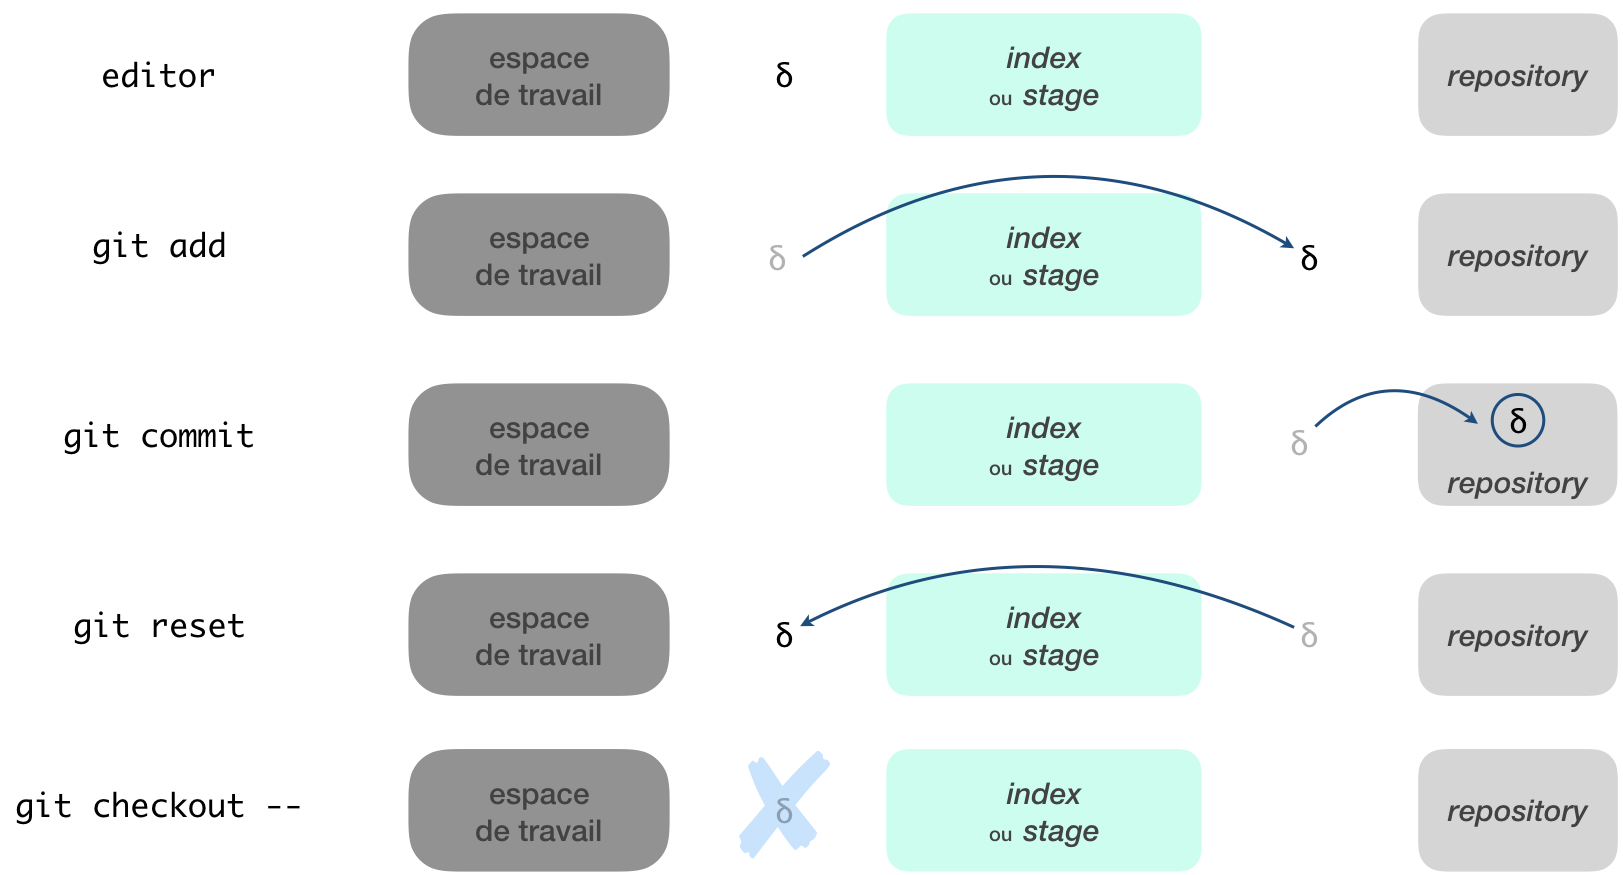 editor
espace
de travail
δ
index
ou stage
repository
git add
espace
de travail
δ
index
ou stage
δ
repository
git commit
espace
de travail
index
ou stage
δ
δ
repository
git reset
espace
de travail
δ
index
ou stage
δ
repository
git checkout --
espace
de travail
δ
index
ou stage
repository